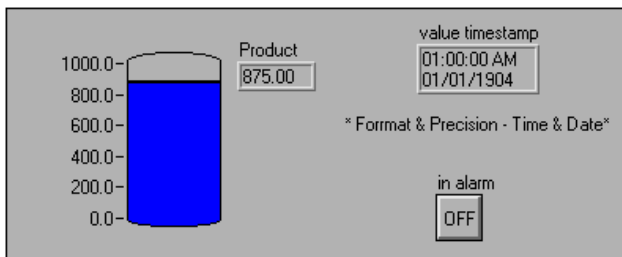 1000.0
800.0
600.0
400.0
200.0
0.0
Product
875.00
value timestamp
01:00:00 AM
01/01/1904
* Forrmat & Precision - Time & Date*
in alarm
OFF